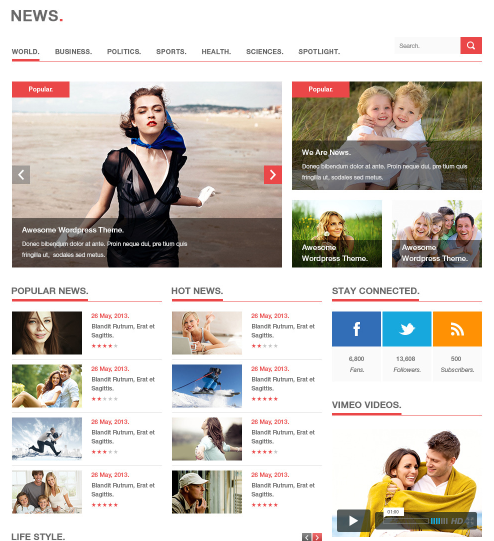 NEWS.
Search.
WORLD. BUSINESS. POLITICS. SPORTS. HEALTH. SCIENCES. SPOTLIGHT.
Popular.
Awesome Wordpress Theme.
Donec bibendum dolor at ante. Proin neque dui, pre tium quis
fringilla ut, sodales sed metus.
Popular.
We Are News.
Donec bibendum dolor at ante. Proin neque dui, pre tium quis
fringilla ut, sodales sed metus.
Awesome
Wordpress Theme.
Awesome
Wordpress Theme.
POPULAR NEWS.
26 May, 2013.
Blandit Rutrum, Erat et
Sagittis.
26 May, 2013.
Blandit Rutrum, Erat et
Sagittis.
26 May, 2013.
Blandit Rutrum, Erat et
Sagittis.
26 May, 2013.
Blandit Rutrum, Erat et
Sagittis.
HOT NEWS.
26 May, 2013.
Blandit Rutrum, Erat et
Sagittis.
26 May, 2013.
Blandit Rutrum, Erat et
Sagittis.
26 May, 2013.
Blandit Rutrum, Erat et
Sagittis.
26 May, 2013.
Blandit Rutrum, Erat et
Sagittis.
STAY CONNECTED.
6,800 13,608 500
Fans. Followers. Subscribers.
VIMEO VIDEOS.
01:60
HD
LIFE STYLE.